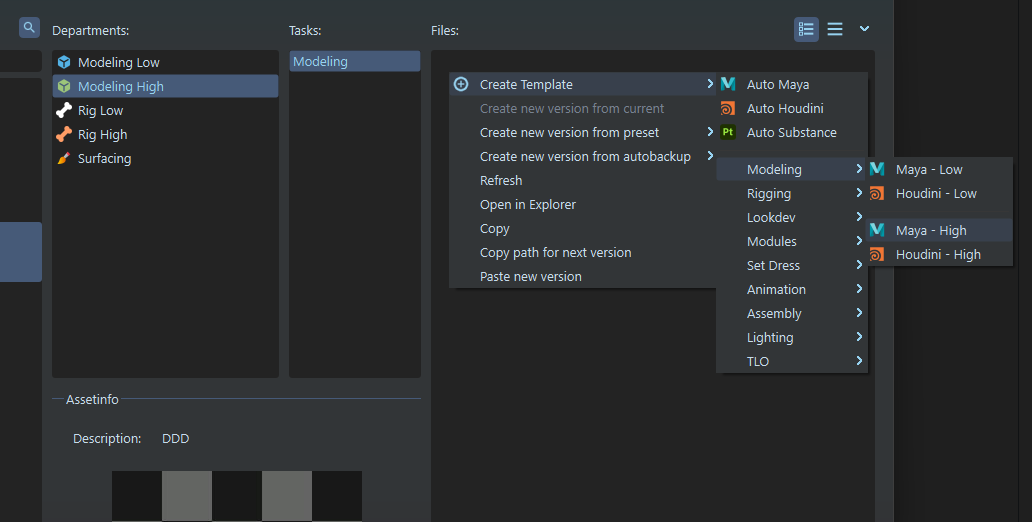 Departments:
Tasks:
Files:
Modeling Low
Modeling High
Rig Low
Rig High
Surfacing
Modeling
Create Template
Create new version from current
Create new version from preset
Create new version from autobackup
Refresh
Open in Explorer
Copy
Copy path for next version
Paste new version
Auto Maya
Auto Houdini
Pt Auto Substance
Modeling
Rigging
Lookdev
Modules
Set Dress
Animation
Assembly
Lighting
TLO
Maya - Low
Houdini - Low
Maya - High
Houdini - High
Assetinfo
Description: DDD